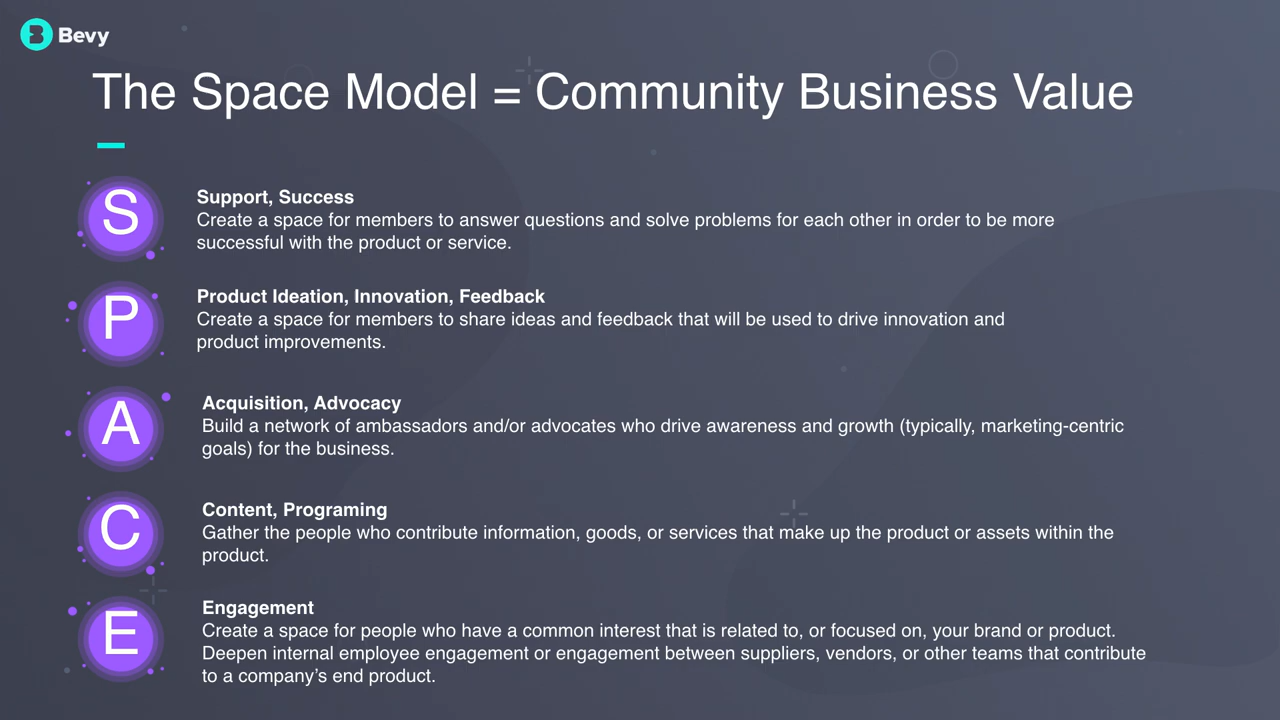 Bevy
The Space Model = Community Business Value
S
Support, Success
Create a space for members to answer questions and solve problems for each other in order to be more
successful with the product or service.
P
Product Ideation, Innovation, Feedback
Create a space for members to share ideas and feedback that will be used to drive innovation and
product improvements.
A
Acquisition, Advocacy
Build a network of ambassadors and/or advocates who drive awareness and growth (typically, marketing-centric
goals) for the business.
C
Content, Programing
Gather the people who contribute information, goods, or services that make up the product or assets within the
product.
E
Engagement
Create a space for people who have a common interest that is related to, or focused on, your brand or product.
Deepen internal employee engagement or engagement between suppliers, vendors, or other teams that contribute
to a company’s end product.